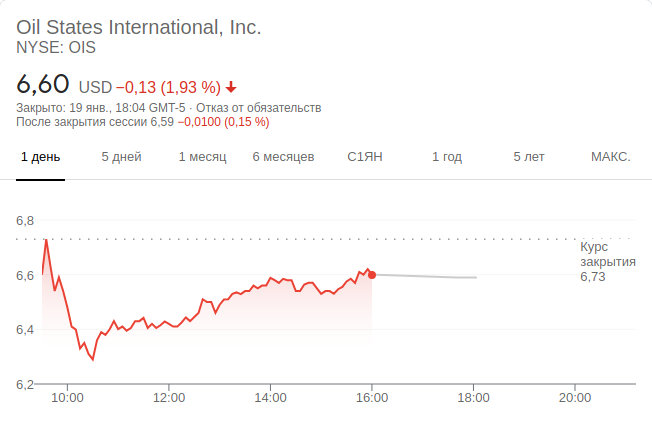 Oil States International, Inc.
NYSE: OIS
6,60 USD −0,13 (1,93 %)
Закрыто: 19 янв., 18:04 GMT-5 · Отказ от обязательств
После закрытия сессии 6,59 −0,0100 (0,15 %)
1 день 5 дней 1 месяц 6 месяцев С1ЯН 1 год 5 лет МАКС.
6,8
Курс
закрытия
6,73
6,6
6,4
6,2
10:00 12:00 14:00 16:00 18:00 20:00